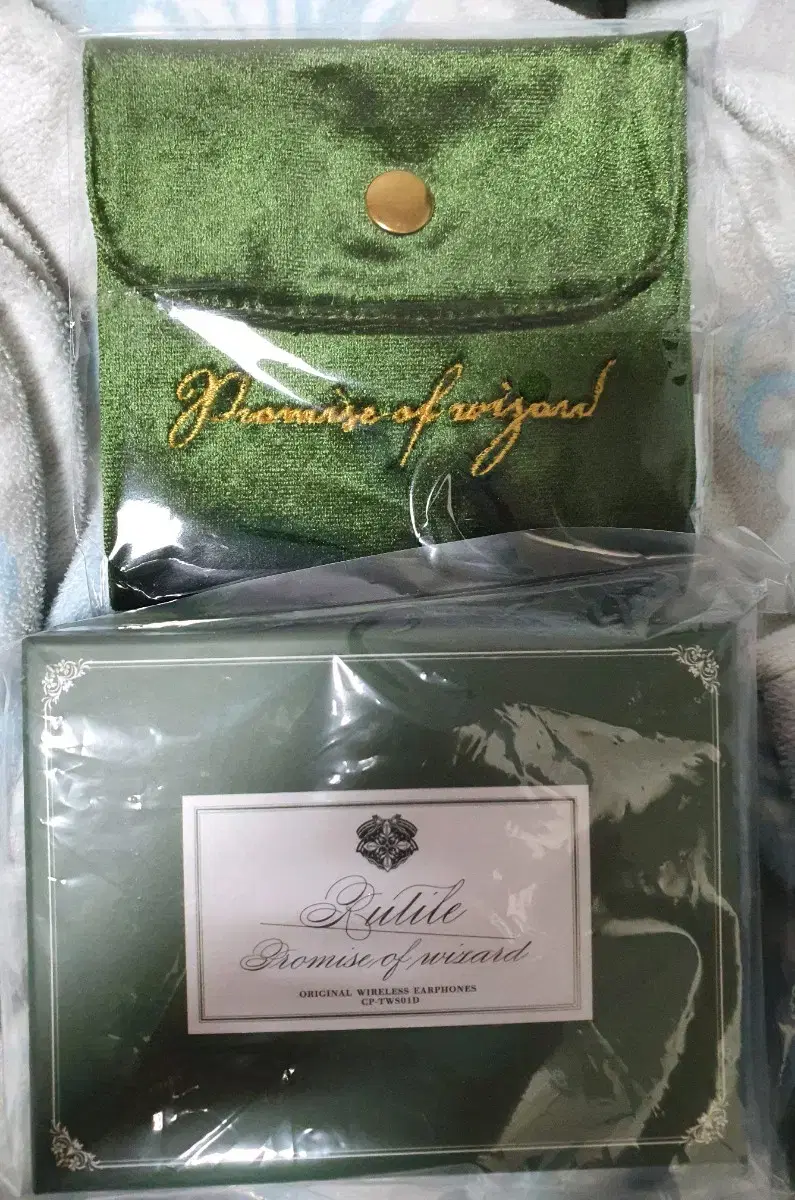 Promise of wizard
Rutile
Promise of wizard
ORIGINAL WIRELESS EARPHONES
CP-TWS01D